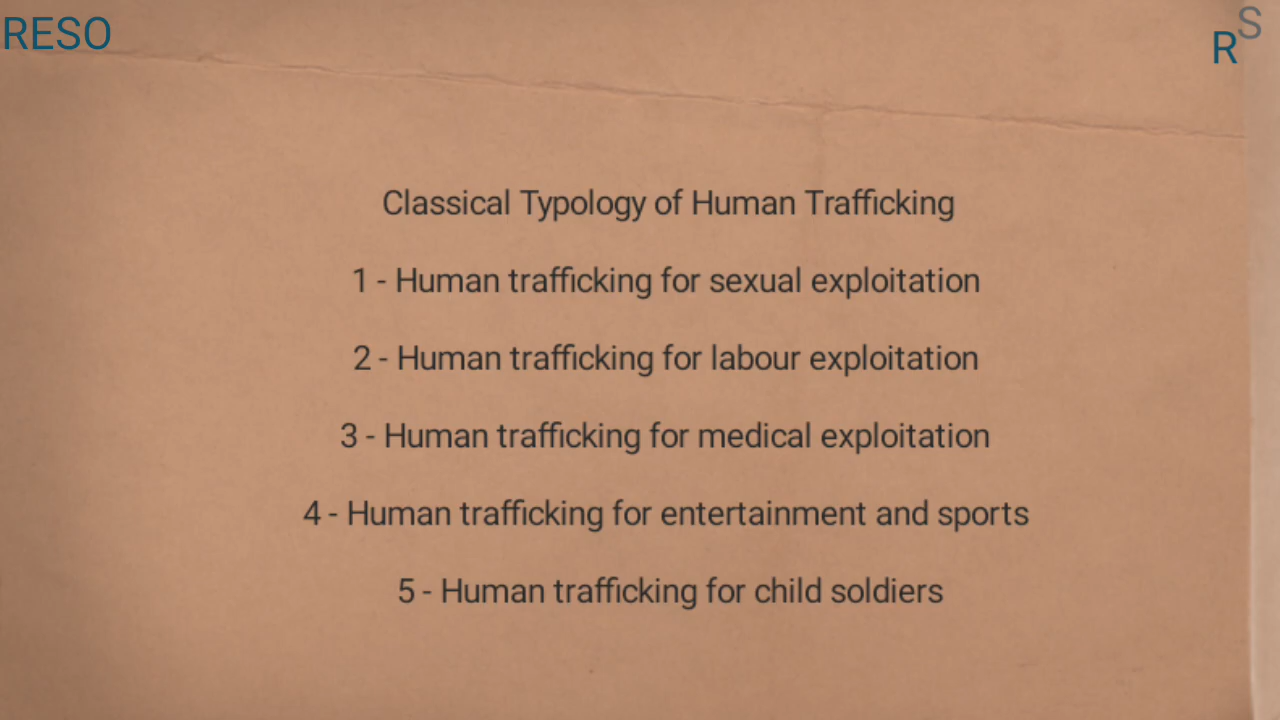 RESO
R S
Classical Typology of Human Trafficking
1 - Human trafficking for sexual exploitation
2 - Human trafficking for labour exploitation
3 - Human trafficking for medical exploitation
4 - Human trafficking for entertainment and sports
5 - Human trafficking for child soldiers